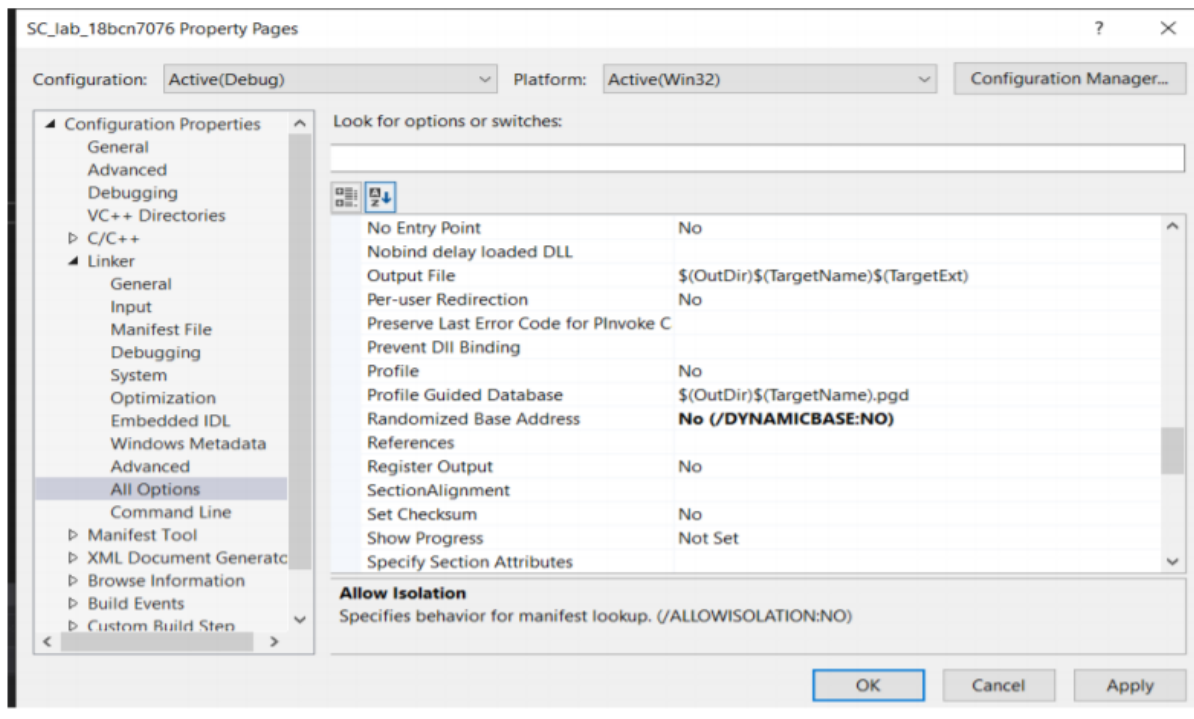 SC_lab_18bcn7076 Property Pages
? ×
Configuration: Active(Debug) Platform: Active(Win32) Configuration Manager...
Configuration Properties
General
Advanced
Debugging
VC++ Directories
C/C++
Linker
General
Input
Manifest File
Debugging
System
Optimization
Embedded IDL
Windows Metadata
Advanced
All Options
Command Line
Manifest Tool
XML Document Generatc
Browse Information
Build Events
Custom Build Step
Look for options or switches:
No Entry Point No
Nobind delay loaded DLL
Output File $(OutDir)$(TargetName)$(TargetExt)
Per-user Redirection No
Preserve Last Error Code for PInvoke C
Prevent Dll Binding
Profile No
Profile Guided Database $(OutDir)$(TargetName).pgd
Randomized Base Address No (/DYNAMICBASE:NO)
References
Register Output No
SectionAlignment
Set Checksum No
Show Progress Not Set
Specify Section Attributes
Allow Isolation
Specifies behavior for manifest lookup. (/ALLOWISOLATION:NO)
OK Cancel Apply